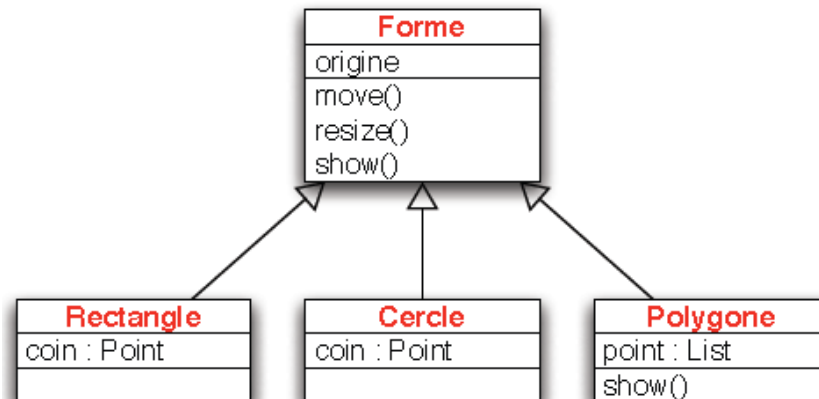 Forme
origine
move()
resize()
show()
Rectangle
coin : Point
Cercle
coin : Point
Polygone
point : List
show()